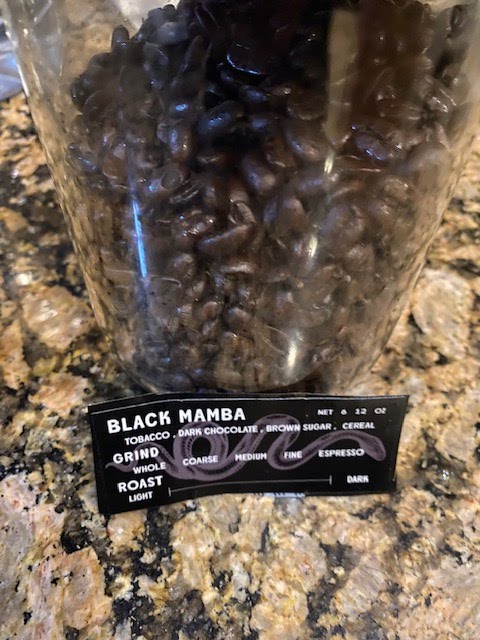 BLACK MAMBA NET 6 12 OZ
TOBACCO , DARK CHOCOLATE , BROWN SUGAR , CEREAL
GRIND
WHOLE COARSE MEDIUM FINE ESPRESSO
ROAST
LIGHT DARK